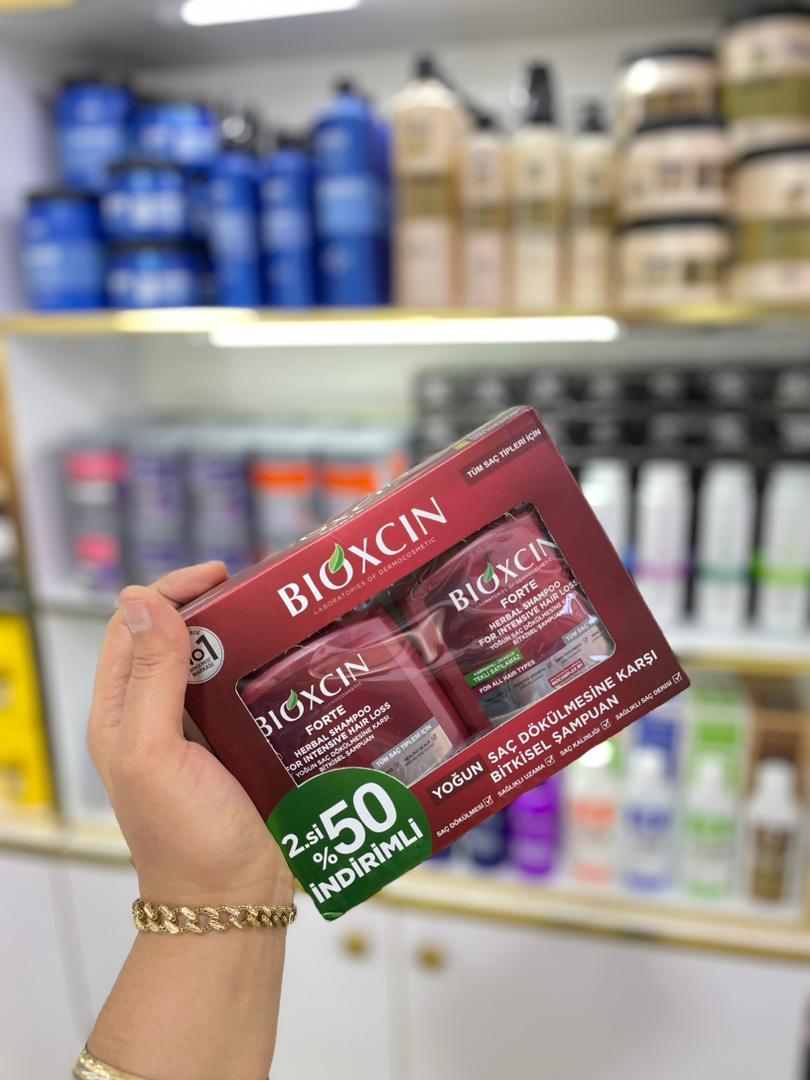 TÜM SAÇ TİPLERİ İÇİN
BIOXCIN
LABORATORIES OF DERMOCOSMETIC
No1
BIOXCIN
FORTE
HERBAL SHAMPOO
FOR INTENSIVE HAIR LOSS
YOĞUN SAÇ DÖKÜLMESİNE KARŞI
BİTKİSEL ŞAMPUAN
TÜM SAÇ TİPLERİ İÇİN
BIOXCIN
FORTE
HERBAL SHAMPOO
FOR INTENSIVE HAIR LOSS
YOĞUN SAÇ DÖKÜLMESİNE KARŞI
BİTKİSEL ŞAMPUAN
TEKLİ SATILAMAZ
FOR ALL HAIR TYPES
TÜM SAÇ
YOĞUN SAÇ DÖKÜLMESİNE KARŞI
BİTKİSEL ŞAMPUAN
SAÇ DÖKÜLMESİ SAĞLIKLI UZAMA SAÇ KALINLIĞI SAĞLIKLI SAÇ DERİSİ
2.si
%50
İNDİRİMLİ